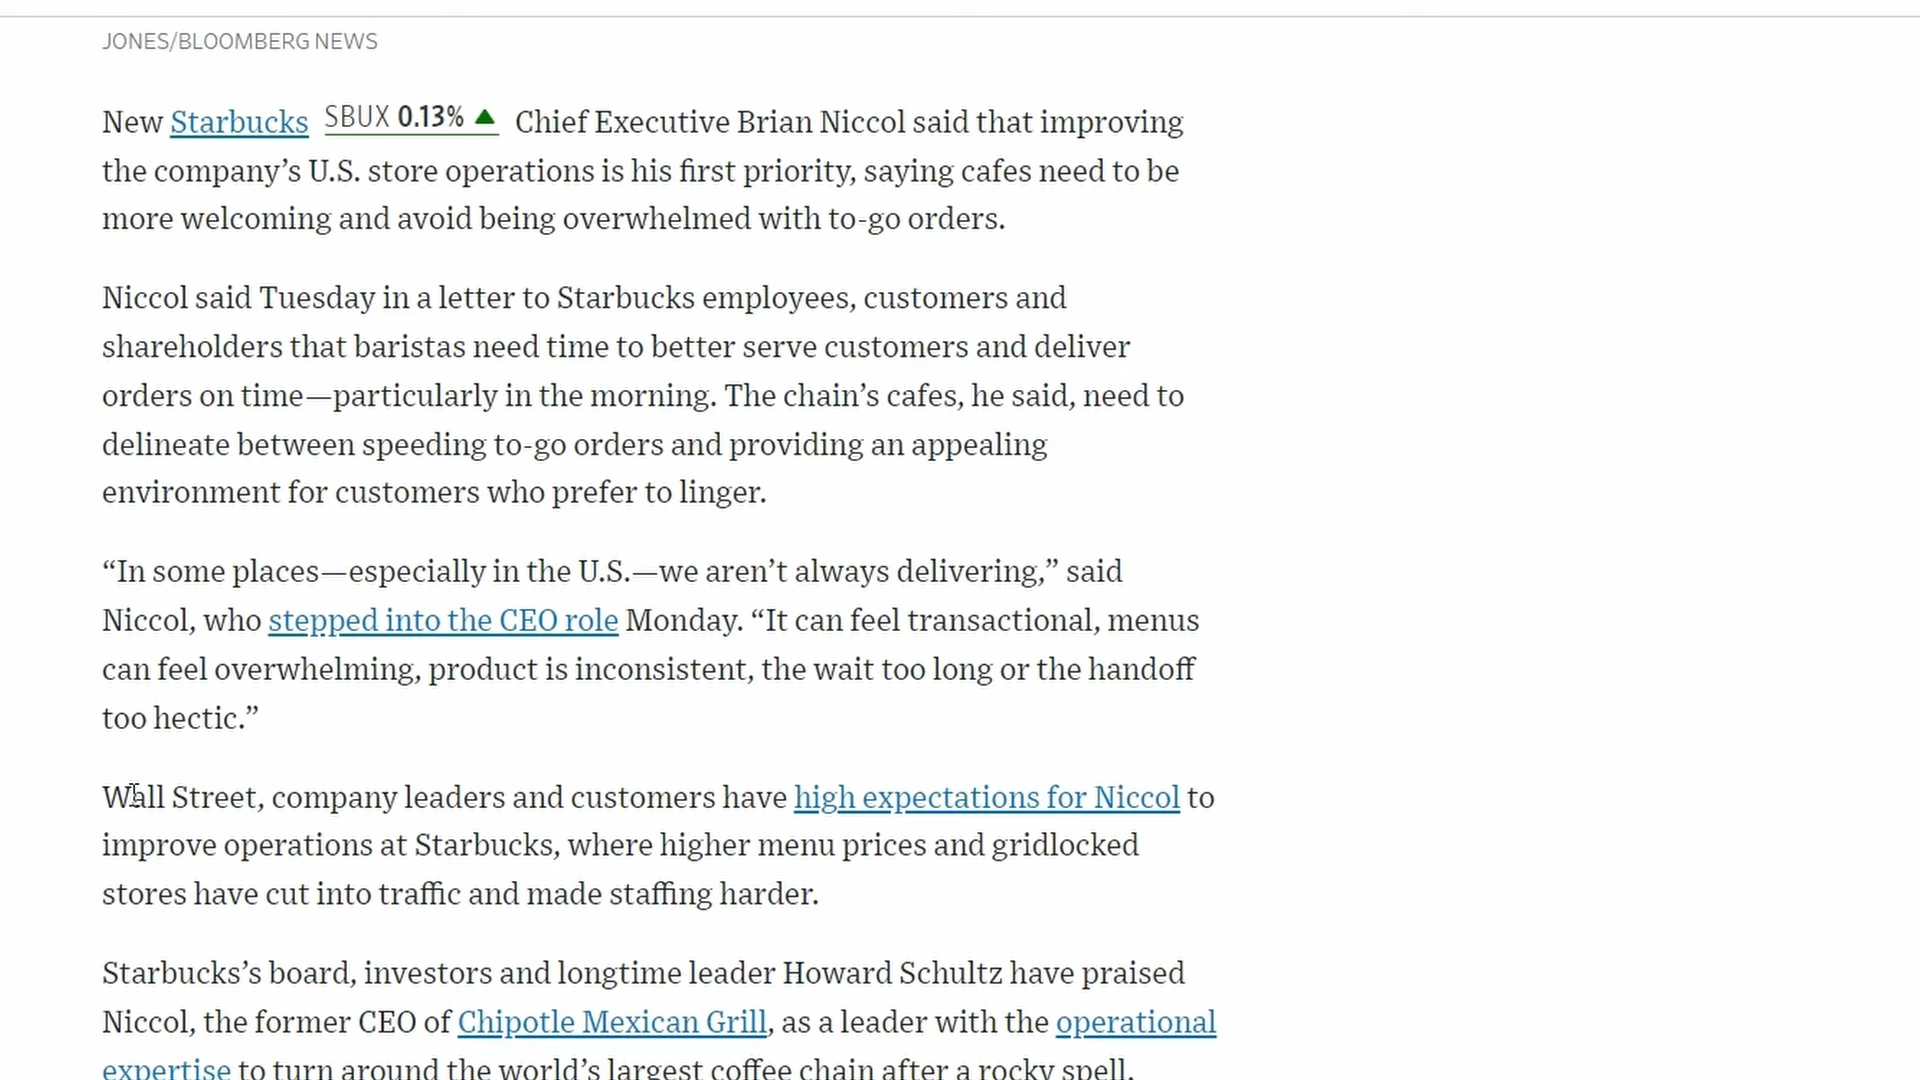 JONES/BLOOMBERG NEWS
New Starbucks SBUX 0.13% ▲ Chief Executive Brian Niccol said that improving
the company’s U.S. store operations is his first priority, saying cafes need to be
more welcoming and avoid being overwhelmed with to-go orders.
Niccol said Tuesday in a letter to Starbucks employees, customers and
shareholders that baristas need time to better serve customers and deliver
orders on time—particularly in the morning. The chain’s cafes, he said, need to
delineate between speeding to-go orders and providing an appealing
environment for customers who prefer to linger.
“In some places—especially in the U.S.—we aren’t always delivering,” said
Niccol, who stepped into the CEO role Monday. “It can feel transactional, menus
can feel overwhelming, product is inconsistent, the wait too long or the handoff
too hectic.”
Wall Street, company leaders and customers have high expectations for Niccol to
improve operations at Starbucks, where higher menu prices and gridlocked
stores have cut into traffic and made staffing harder.
Starbucks’s board, investors and longtime leader Howard Schultz have praised
Niccol, the former CEO of Chipotle Mexican Grill, as a leader with the operational
expertise to turn around the world’s largest coffee chain after a rocky spell.